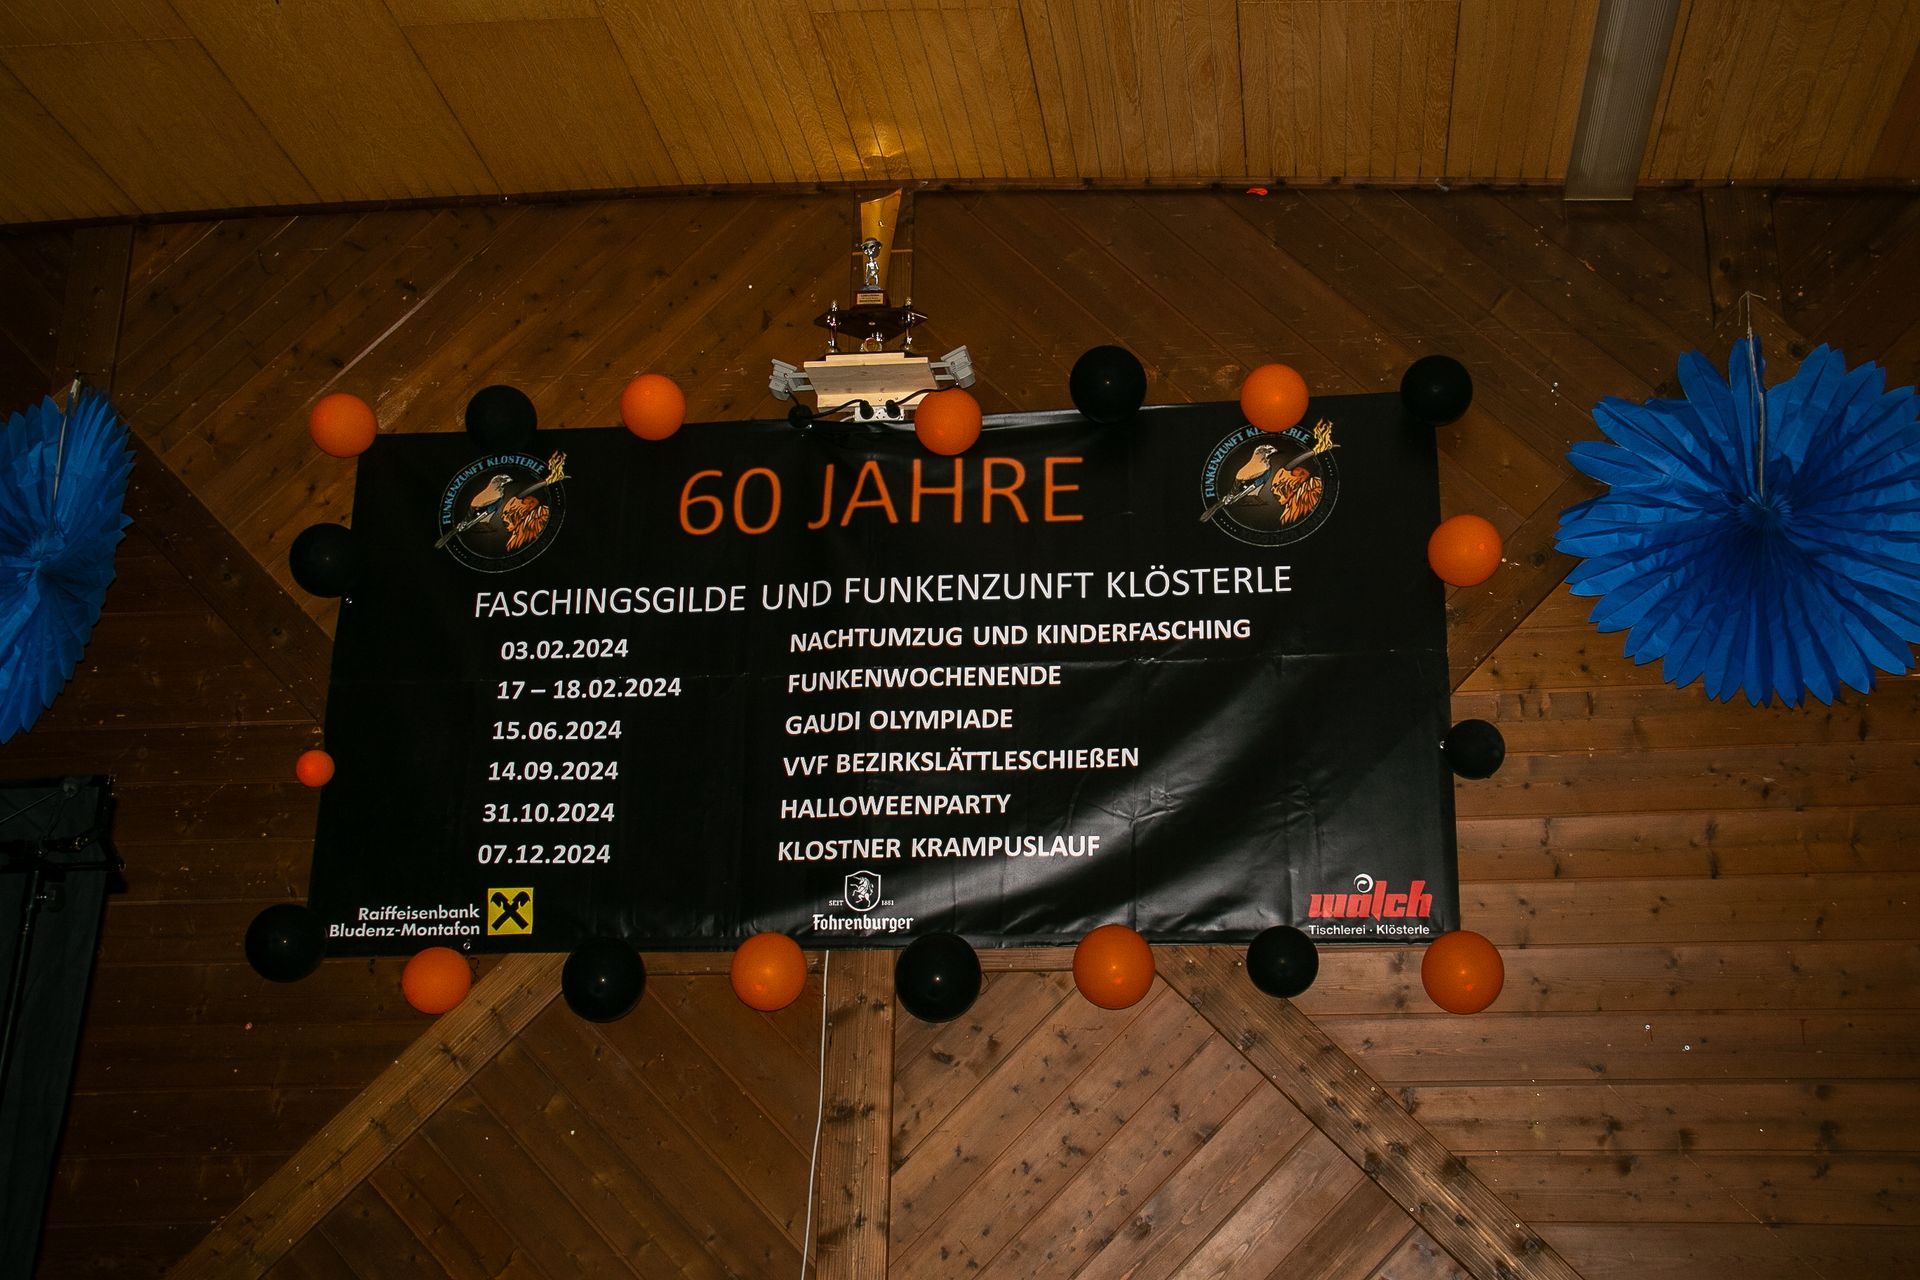 60 JAHRE
FUNKENZUNFT KLÖSTERLE
FUNKENZUNFT
FASCHINGSGILDE UND FUNKENZUNFT KLÖSTERLE
03.02.2024 NACHTUMZUG UND KINDERFASCHING
17 – 18.02.2024 FUNKENWOCHENENDE
15.06.2024 GAUDI OLYMPIADE
14.09.2024 VVF BEZIRKSLÄTTLESCHIEßEN
31.10.2024 HALLOWEENPARTY
07.12.2024 KLOSTNER KRAMPUSLAUF
Raiffeisenbank
Bludenz-Montafon
SEIT 1881
Fohrenburger
walch
Tischlerei · Klösterle